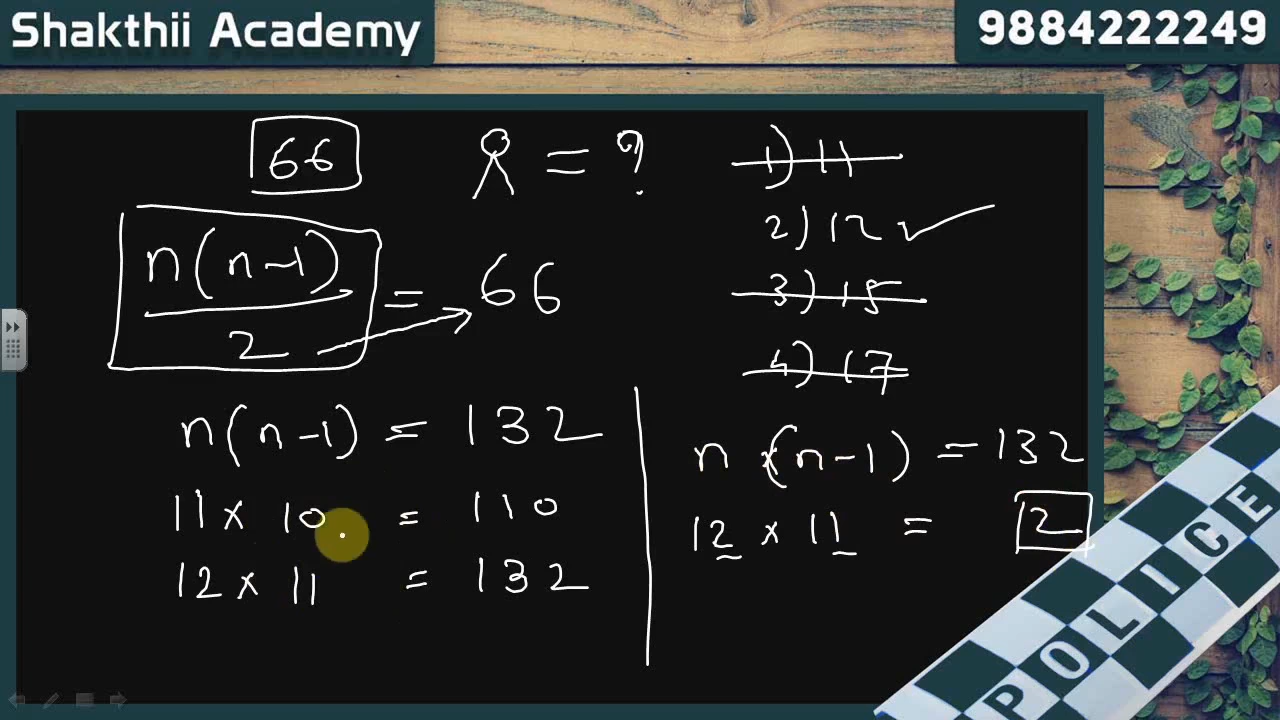 Shakthii Academy
9884222249
66
= ?
1) 11
2) 12 ✓
3) 15
4) 17
n(n-1)/2 = 66
n(n-1) = 132
11 x 10 = 110
12 x 11 = 132
n x(n-1) = 132
12 x 11 = 2
POLICE